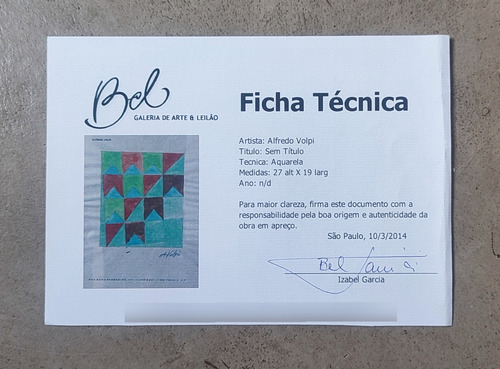 Bel
GALERIA DE ARTE & LEILÃO
Ficha Técnica
Artista: Alfredo Volpi
Titulo: Sem Título
Tecnica: Aquarela
Medidas: 27 alt X 19 larg
Ano: n/d
Para maior clareza, firma este documento com a
responsabilidade pela boa origem e autenticidade da
obra em apreço.
São Paulo, 10/3/2014
Izabel Garcia